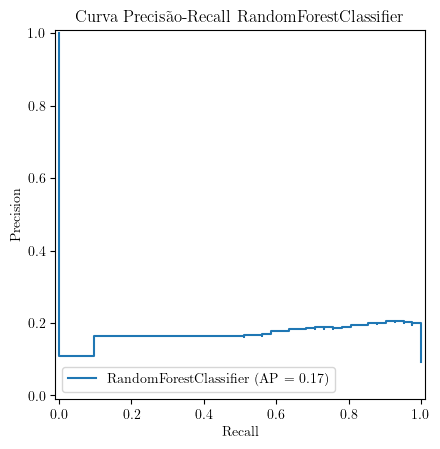 Curva Precisão-Recall RandomForestClassifier
1.0
0.8
0.6
0.4
0.2
0.0
Precision
RandomForestClassifier (AP = 0.17)
0.0 0.2 0.4 0.6 0.8 1.0
Recall